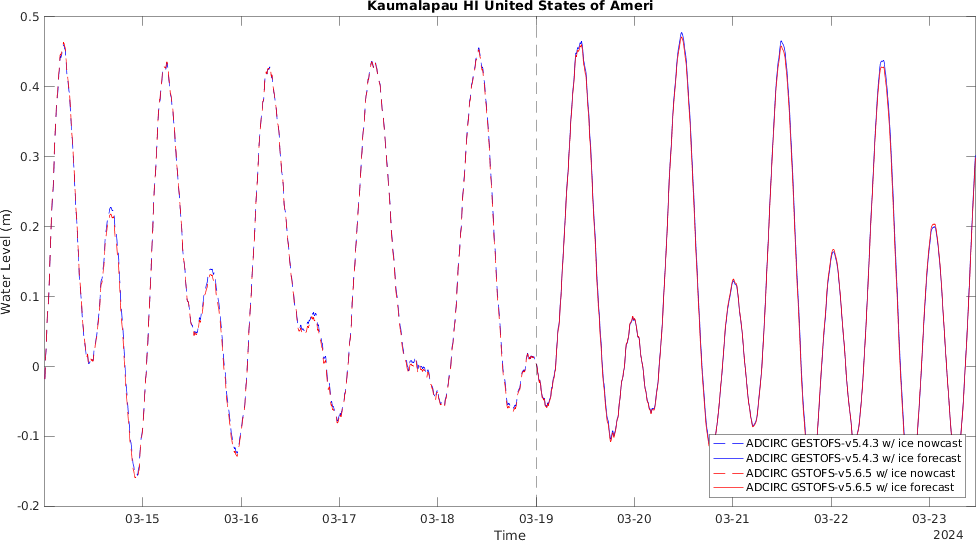 Kaumalapau HI United States of Ameri
0.5
0.4
0.3
0.2
0.1
0
-0.1
-0.2
Water Level (m)
ADCIRC GESTOFS-v5.4.3 w/ ice nowcast
ADCIRC GESTOFS-v5.4.3 w/ ice forecast
ADCIRC GSTOFS-v5.6.5 w/ ice nowcast
ADCIRC GSTOFS-v5.6.5 w/ ice forecast
03-15 03-16 03-17 03-18 03-19 03-20 03-21 03-22 03-23
Time
2024